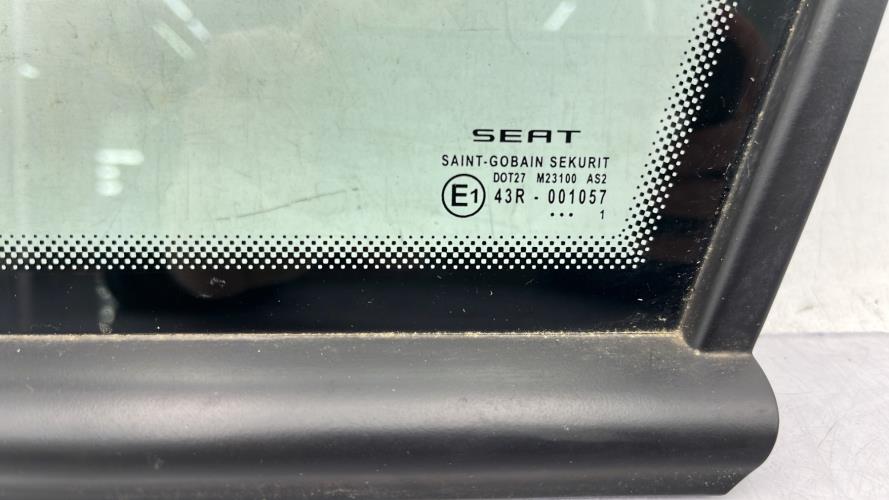 SEAT
SAINT-GOBAIN SEKURIT
DOT27 M23100 AS2
E1 43R - 001057
... 1